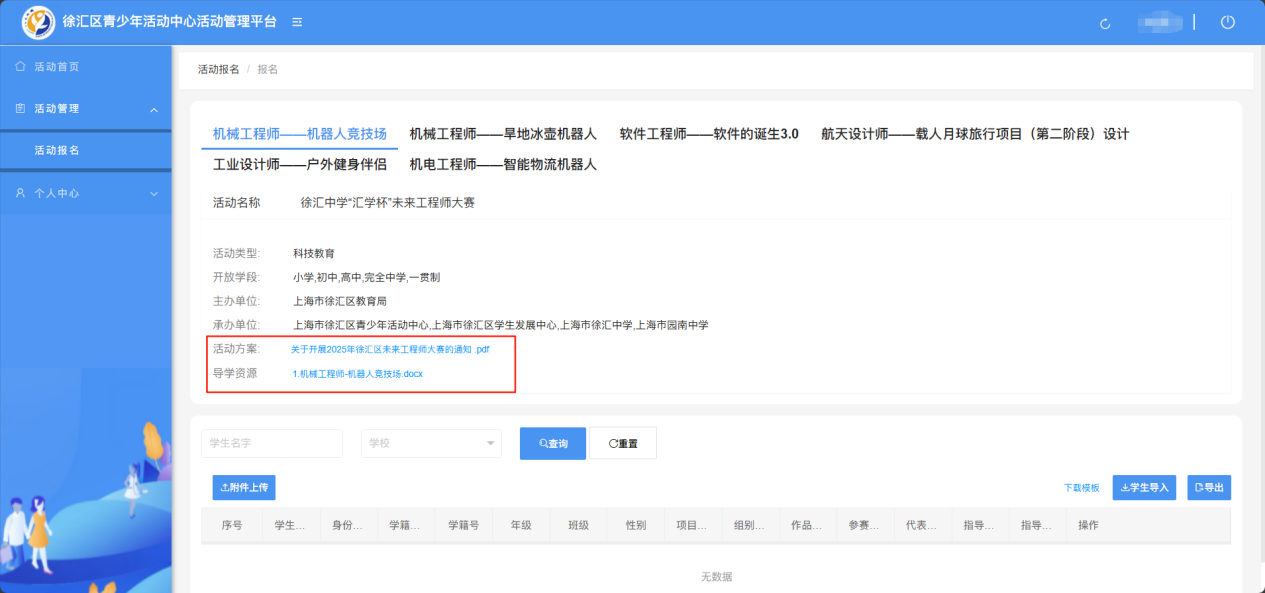 徐汇区青少年活动中心活动管理平台
活动首页
活动管理
活动报名
个人中心
活动报名 / 报名
机械工程师——机器人竞技场 机械工程师——旱地冰壶机器人 软件工程师——软件的诞生3.0 航天设计师——载人月球旅行项目（第二阶段）设计
工业设计师——户外健身伴侣 机电工程师——智能物流机器人
活动名称 徐汇中学“汇学杯”未来工程师大赛
活动类型: 科技教育
开放学段: 小学,初中,高中,完全中学,一贯制
主办单位: 上海市徐汇区教育局
承办单位: 上海市徐汇区青少年活动中心,上海市徐汇区学生发展中心,上海市徐汇中学,上海市园南中学
活动方案: 关于开展2025年徐汇区未来工程师大赛的通知 .pdf
导学资源 1.机械工程师-机器人竞技场.docx
学生名字 学校 查询 重置
附件上传 下载模板 学生导入 导出
序号 学生... 身份... 学籍... 学籍号 年级 班级 性别 项目... 组别... 作品... 参赛... 代表... 指导... 指导... 操作
无数据